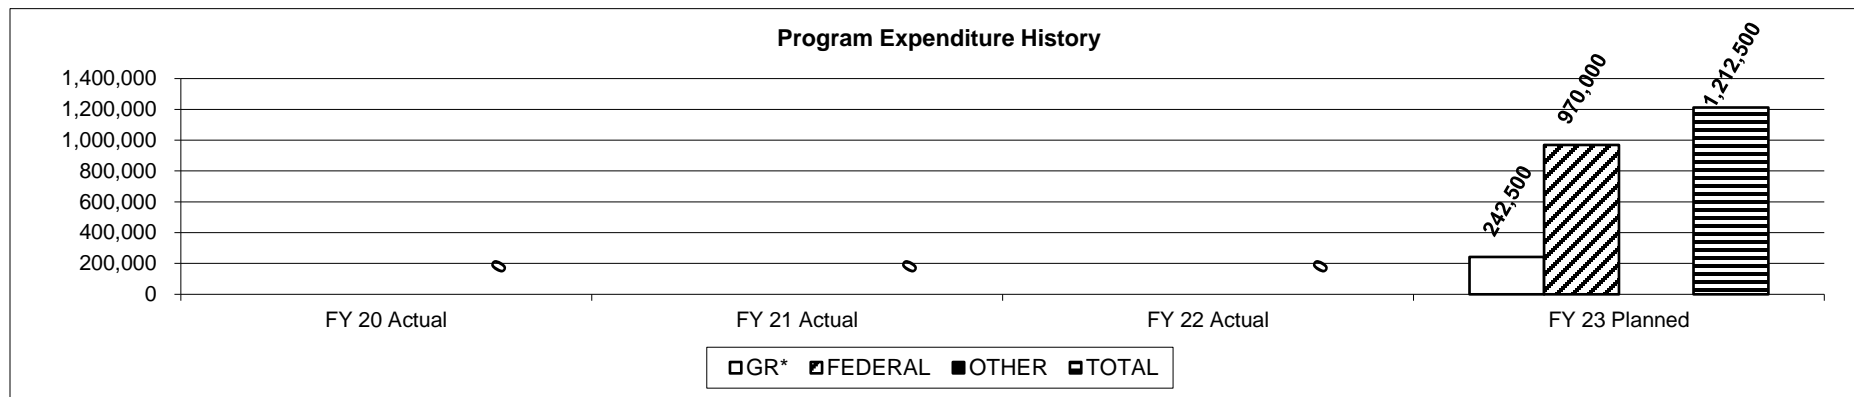 Program Expenditure History
1,400,000
1,200,000
1,000,000
800,000
600,000
400,000
200,000
0
0
0
0
242,500
970,000
1,212,500
FY 20 Actual
FY 21 Actual
FY 22 Actual
FY 23 Planned
GR* FEDERAL OTHER TOTAL